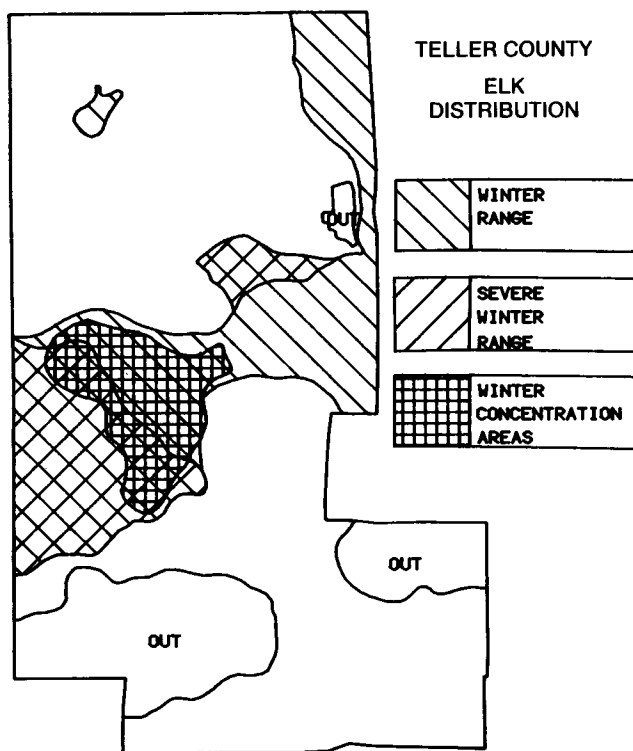 TELLER COUNTY
ELK
DISTRIBUTION
WINTER
RANGE
OUT
SEVERE
WINTER
RANGE
WINTER
CONCENTRATION
AREAS
OUT
OUT